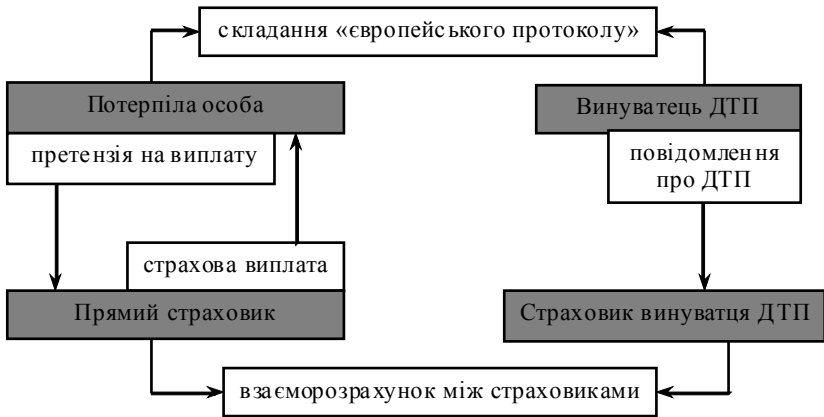 складання «європейського протоколу»
Потерпіла особа
Винуватець ДТП
претензія на виплату
повідомлення
про ДТП
страхова виплата
Прямий страховик
Страховик винуватця ДТП
взаєморозрахунок між страховиками